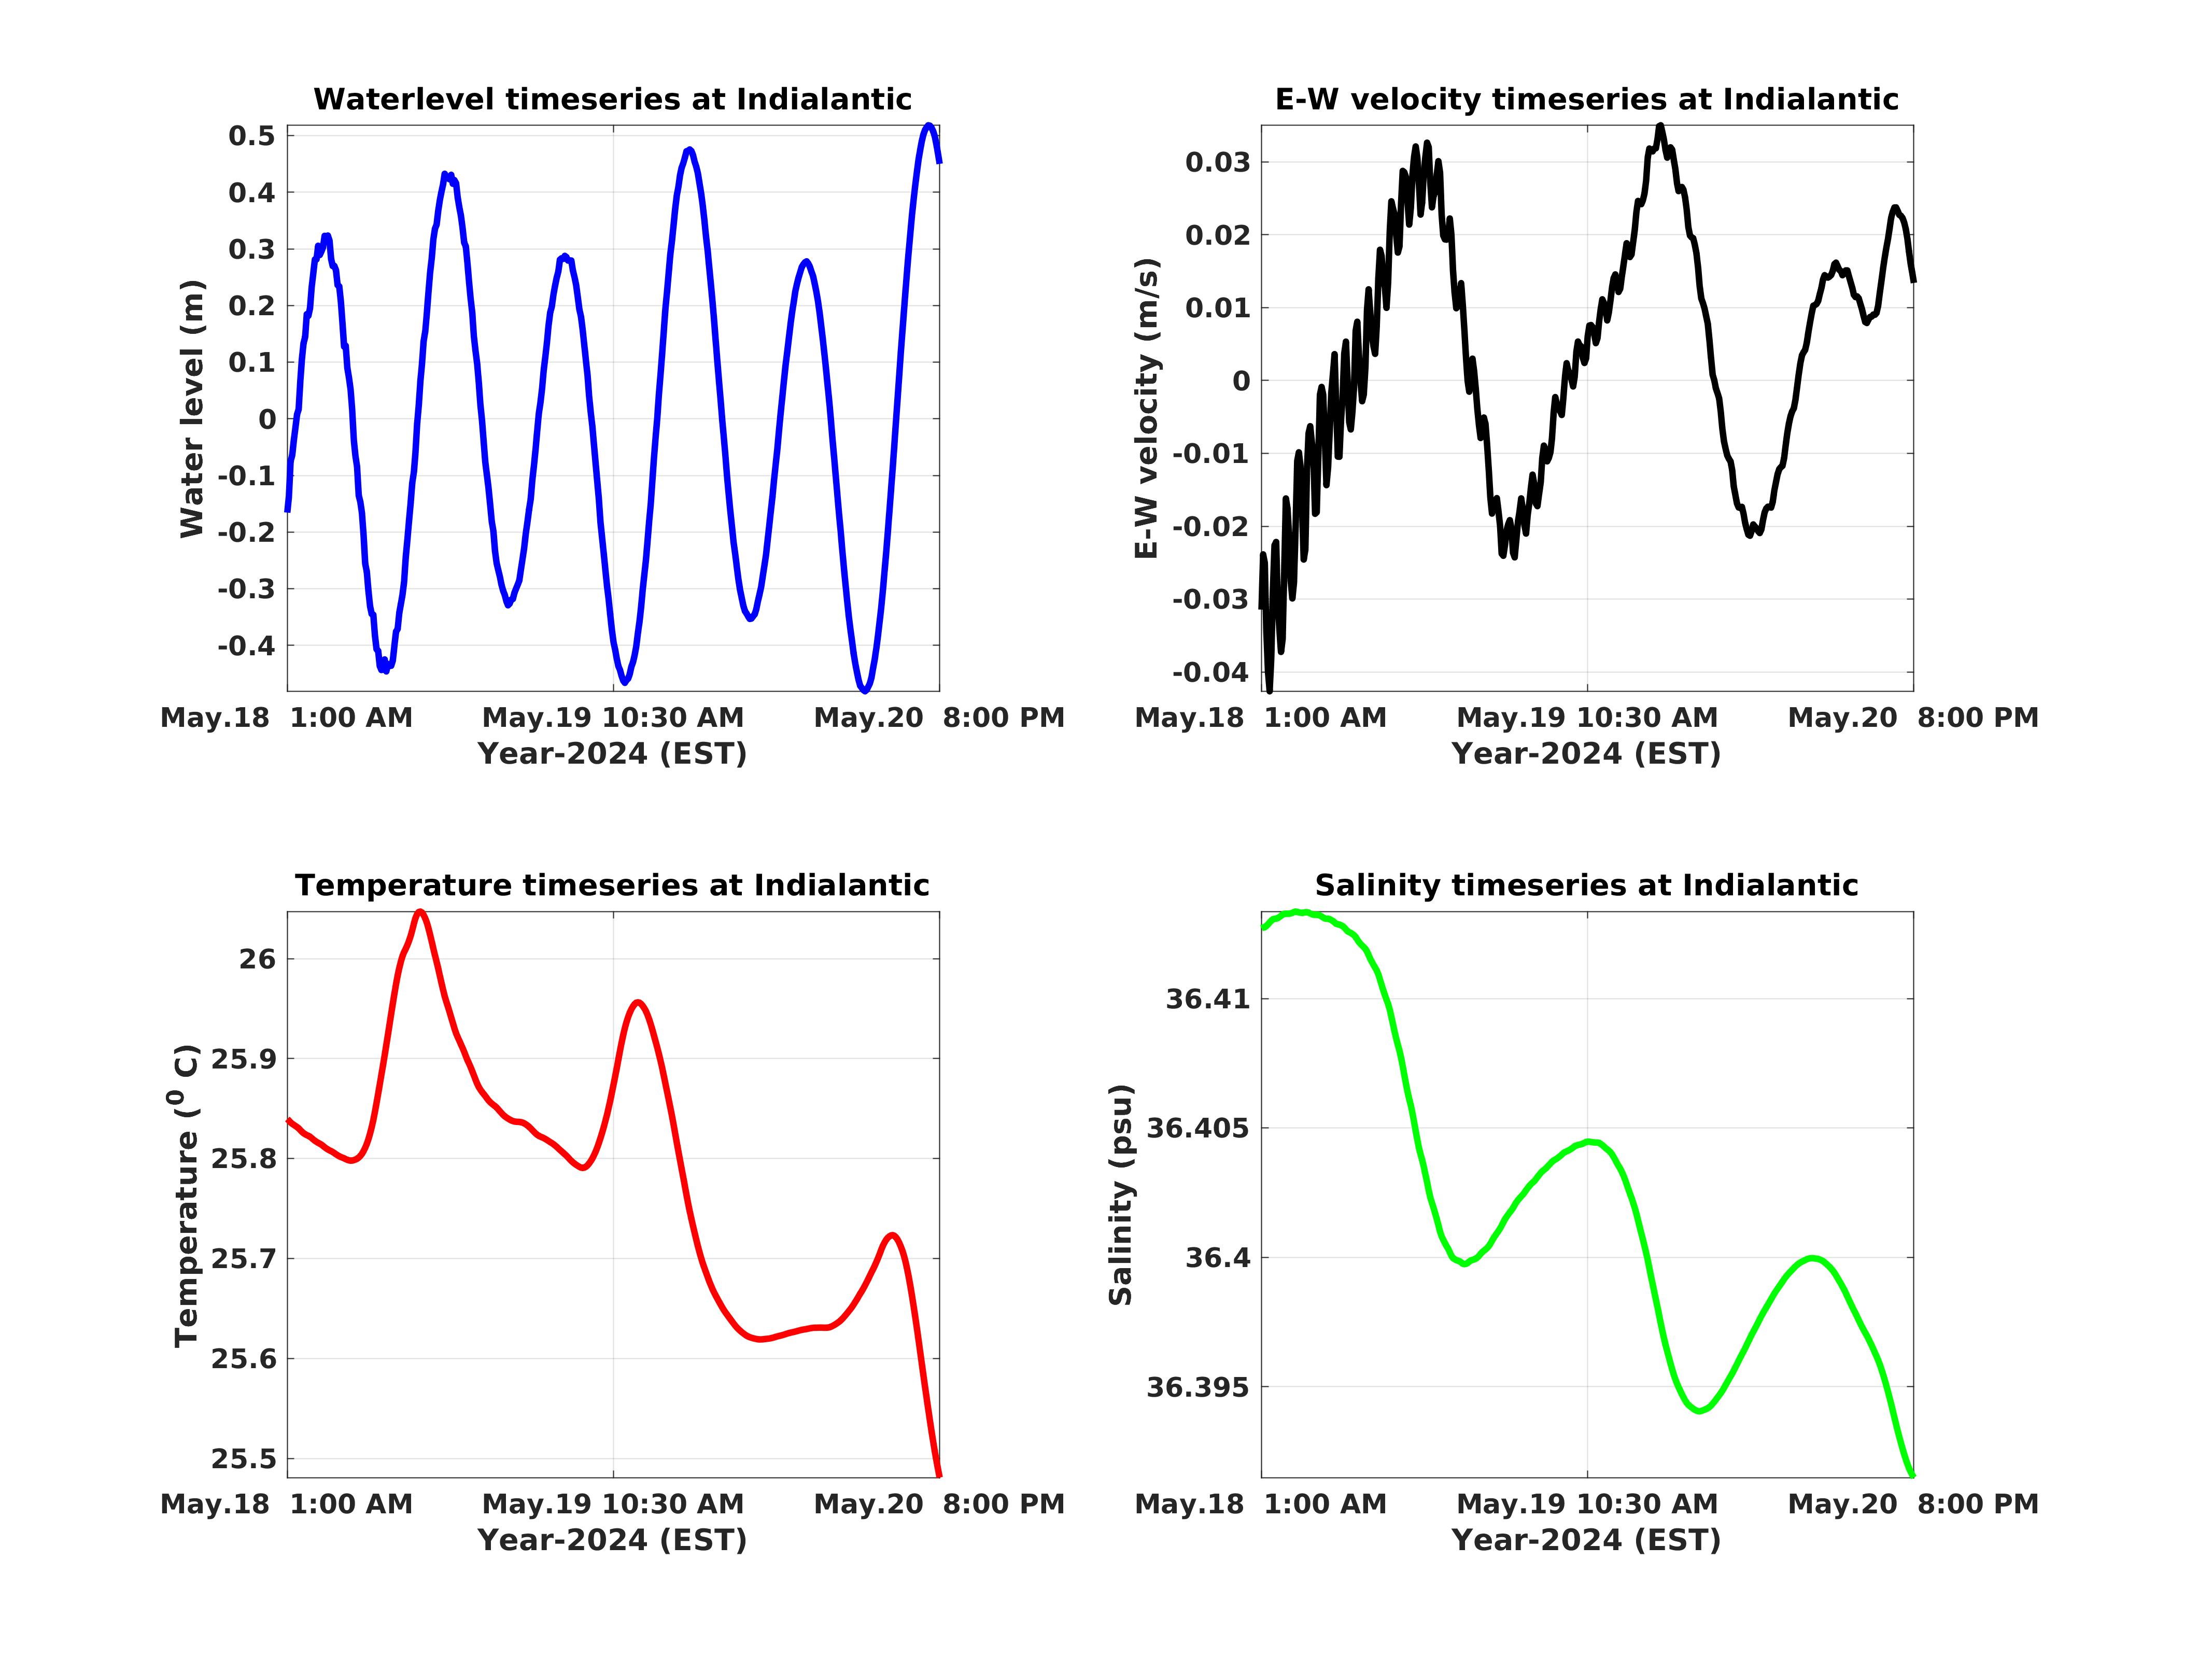 Waterlevel timeseries at Indialantic
0.5
0.4
0.3
0.2
0.1
0
-0.1
-0.2
-0.3
-0.4
Water level (m)
May.18 1:00 AM
May.19 10:30 AM
May.20 8:00 PM
Year-2024 (EST)
E-W velocity timeseries at Indialantic
0.03
0.02
0.01
0
-0.01
-0.02
-0.03
-0.04
E-W velocity (m/s)
May.18 1:00 AM
May.19 10:30 AM
May.20 8:00 PM
Year-2024 (EST)
Temperature timeseries at Indialantic
26
25.9
25.8
25.7
25.6
25.5
Temperature (⁰ C)
May.18 1:00 AM
May.19 10:30 AM
May.20 8:00 PM
Year-2024 (EST)
Salinity timeseries at Indialantic
36.41
36.405
36.4
36.395
Salinity (psu)
May.18 1:00 AM
May.19 10:30 AM
May.20 8:00 PM
Year-2024 (EST)